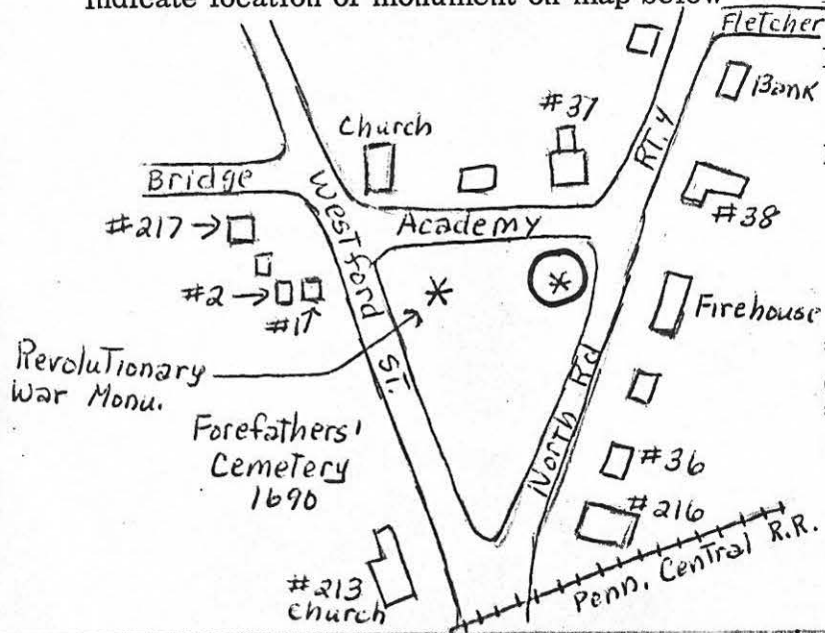 Indicate location of monument on map below
Fletcher
Bank
#37
Church
RT. 4
Bridge
Westford St.
Academy
#38
#217
#2
#1
Firehouse
Revolutionary
War Monu.
North Rd
Forefathers'
Cemetery
1690
#36
#216
Penn. Central R.R.
#213
Church